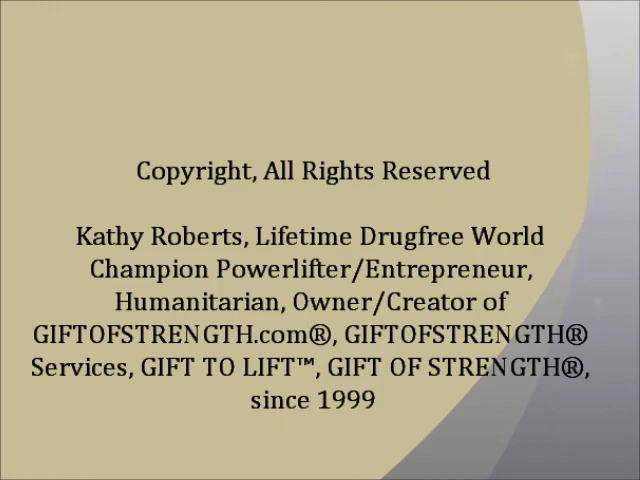 Copyright, All Rights Reserved
Kathy Roberts, Lifetime Drugfree World
Champion Powerlifter/Entrepreneur,
Humanitarian, Owner/Creator of
GIFTOFSTRENGTH.com®, GIFTOFSTRENGTH®
Services, GIFT TO LIFT™, GIFT OF STRENGTH®,
since 1999